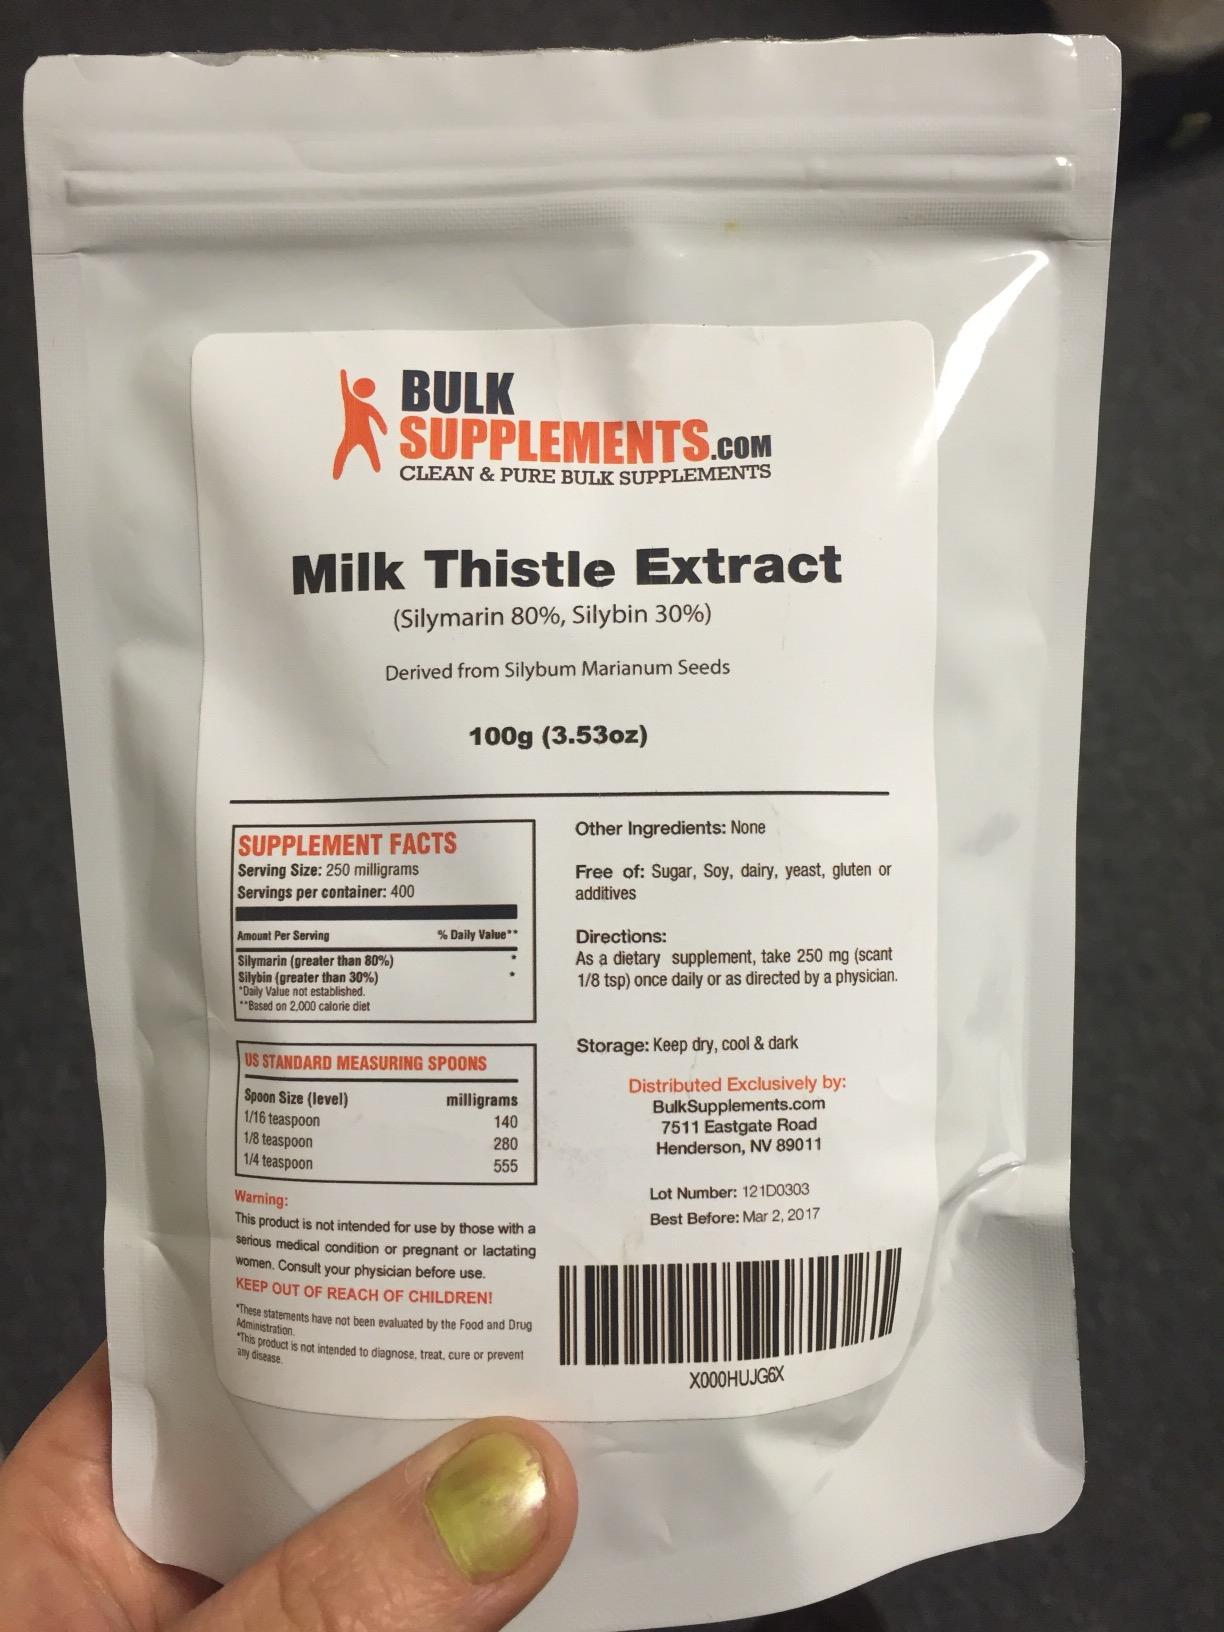 BULK
SUPPLEMENTS.COM
CLEAN & PURE BULK SUPPLEMENTS
Milk Thistle Extract
(Silymarin 80%, Silybin 30%)
Derived from Silybum Marianum Seeds
100g (3.53oz)
SUPPLEMENT FACTS
Serving Size: 250 milligrams
Servings per container: 400
Amount Per Serving % Daily Value**
Silymarin (greater than 80%) *
Silybin (greater than 30%) *
*Daily Value not established.
**Based on 2,000 calorie diet
US STANDARD MEASURING SPOONS
Spoon Size (level) milligrams
1/16 teaspoon 140
1/8 teaspoon 280
1/4 teaspoon 555
Warning:
This product is not intended for use by those with a
serious medical condition or pregnant or lactating
women. Consult your physician before use.
KEEP OUT OF REACH OF CHILDREN!
*These statements have not been evaluated by the Food and Drug
Administration.
*This product is not intended to diagnose, treat, cure or prevent
any disease.
Other Ingredients: None
Free of: Sugar, Soy, dairy, yeast, gluten or
additives
Directions:
As a dietary supplement, take 250 mg (scant
1/8 tsp) once daily or as directed by a physician.
Storage: Keep dry, cool & dark
Distributed Exclusively by:
BulkSupplements.com
7511 Eastgate Road
Henderson, NV 89011
Lot Number: 121D0303
Best Before: Mar 2, 2017
X000HUJG6X